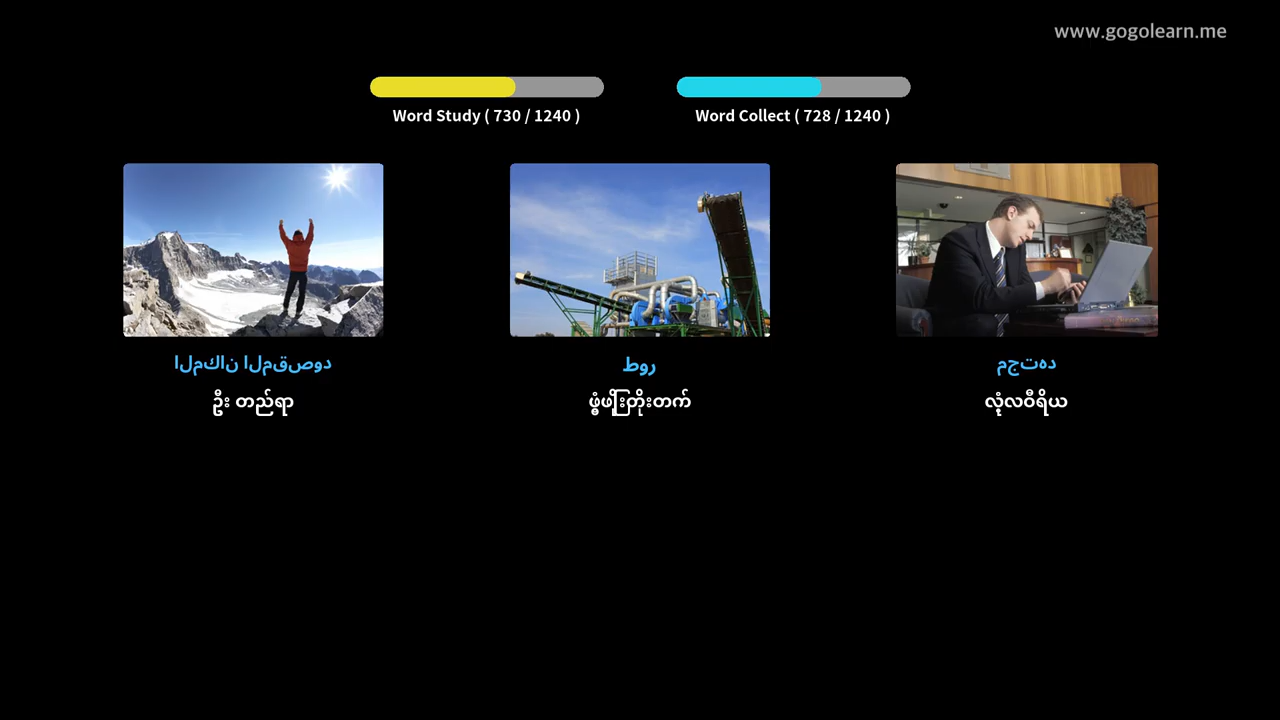 www.gogolearn.me
Word Study ( 730 / 1240 )
Word Collect ( 728 / 1240 )
المكان المقصود
طور
مجتهد
ဦး တည်ရာ
ဖွံ့ဖြိုးတိုးတက်
လုံ့လဝီရိယ